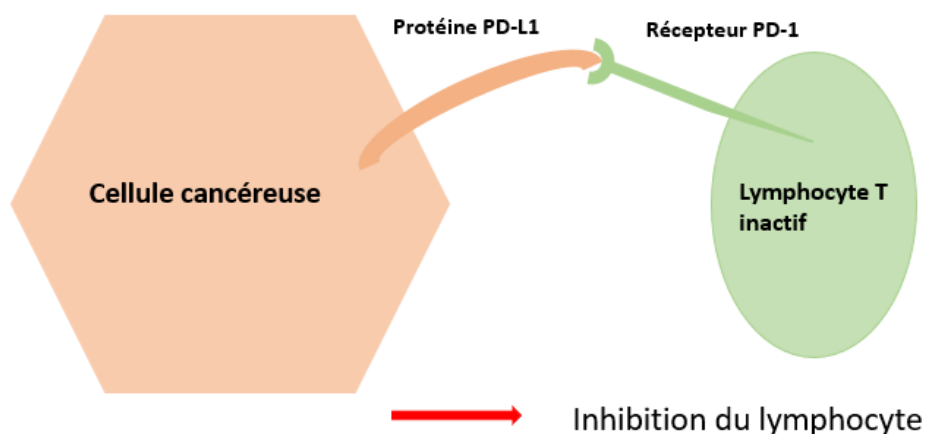 Protéine PD-L1
Récepteur PD-1
Cellule cancéreuse
Lymphocyte T
inactif
Inhibition du lymphocyte